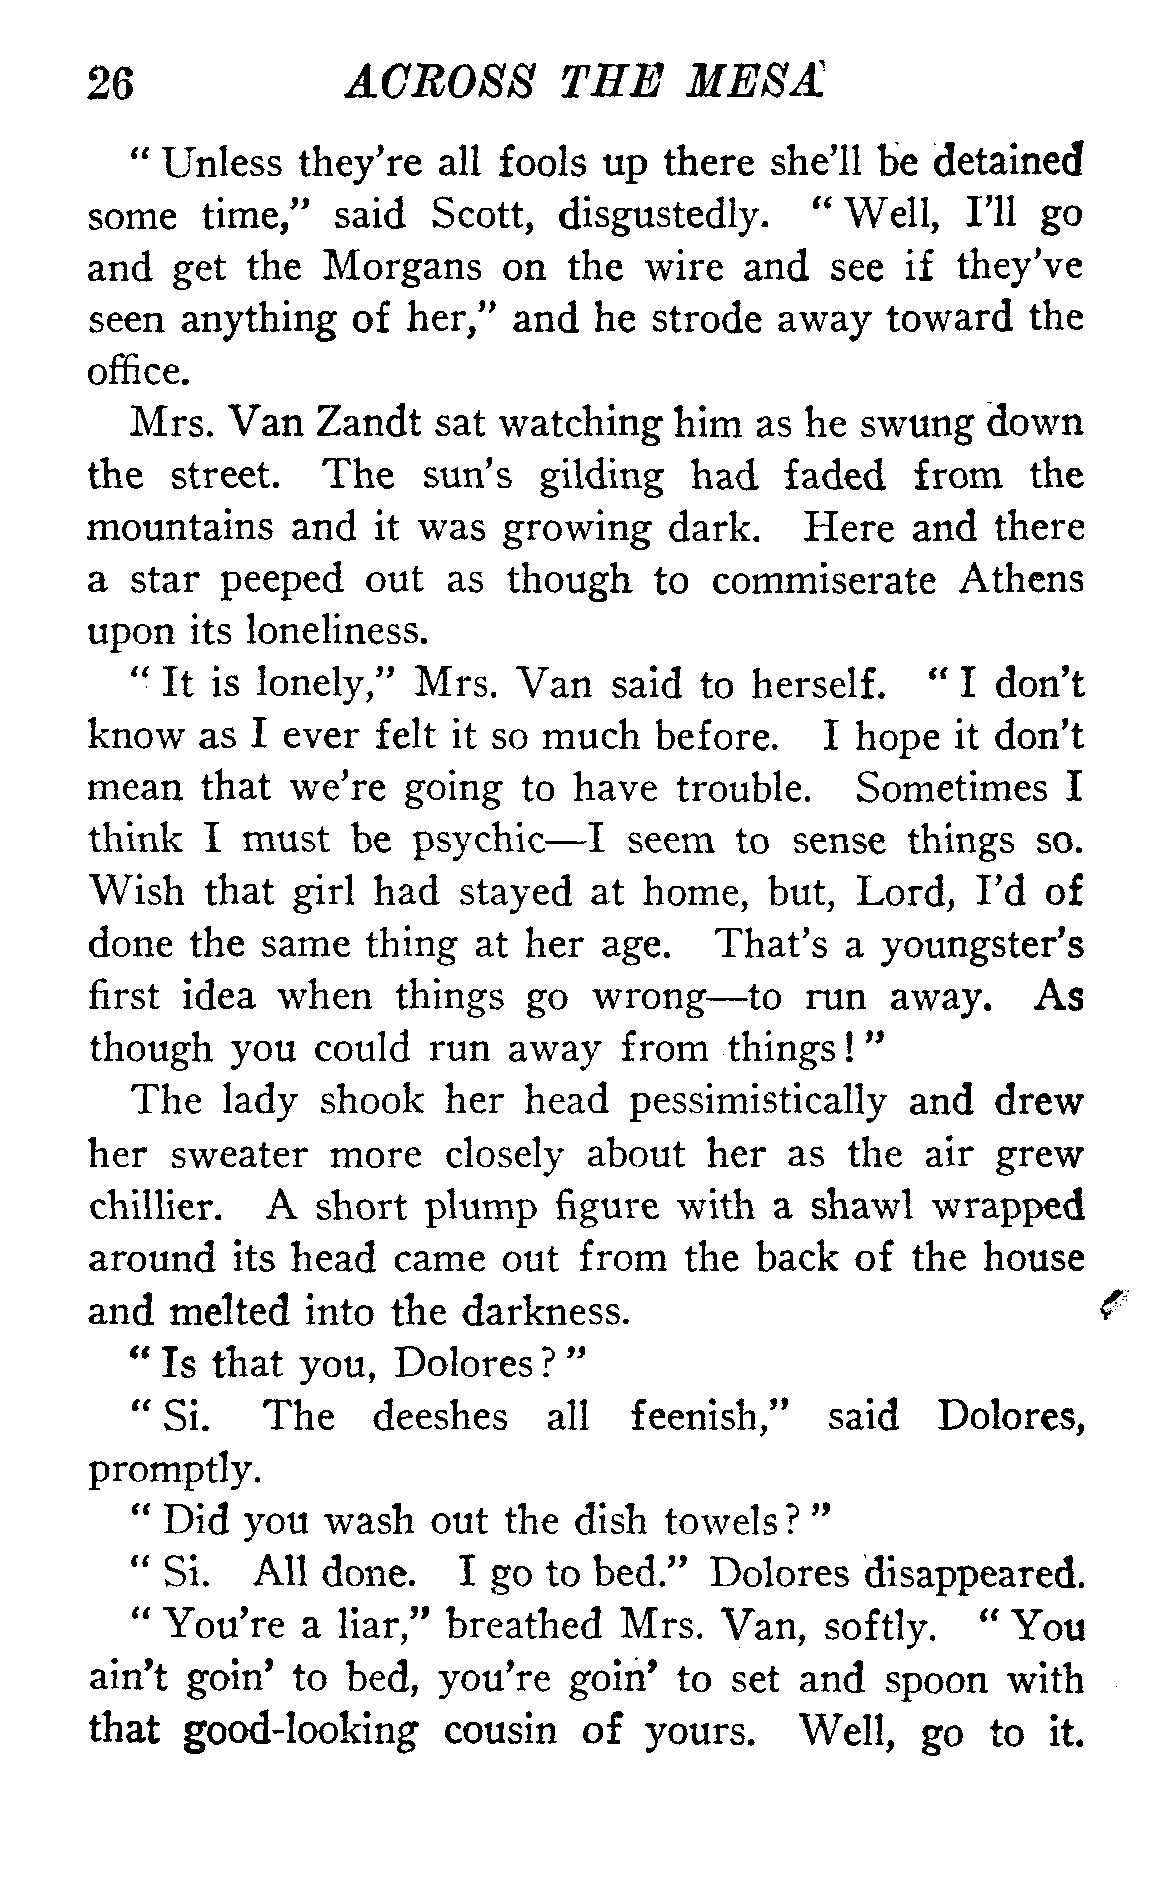 26 ACROSS THE MESA
" Unless they're all fools up there she'll be detained
some time," said Scott, disgustedly. " Well, I'll go
and get the Morgans on the wire and see if they've
seen anything of her," and he strode away toward the
office.
Mrs. Van Zandt sat watching him as he swung down
the street. The sun's gilding had faded from the
mountains and it was growing dark. Here and there
a star peeped out as though to commiserate Athens
upon its loneliness.
" It is lonely," Mrs. Van said to herself. " I don't
know as I ever felt it so much before. I hope it don't
mean that we're going to have trouble. Sometimes I
think I must be psychic—I seem to sense things so.
Wish that girl had stayed at home, but, Lord, I'd of
done the same thing at her age. That's a youngster's
first idea when things go wrong—to run away. As
though you could run away from things! "
The lady shook her head pessimistically and drew
her sweater more closely about her as the air grew
chillier. A short plump figure with a shawl wrapped
around its head came out from the back of the house
and melted into the darkness.
" Is that you, Dolores? "
" Si. The deeshes all feenish," said Dolores,
promptly.
" Did you wash out the dish towels? "
" Si. All done. I go to bed." Dolores disappeared.
" You're a liar," breathed Mrs. Van, softly. " You
ain't goin' to bed, you're goin' to set and spoon with
that good-looking cousin of yours. Well, go to it.